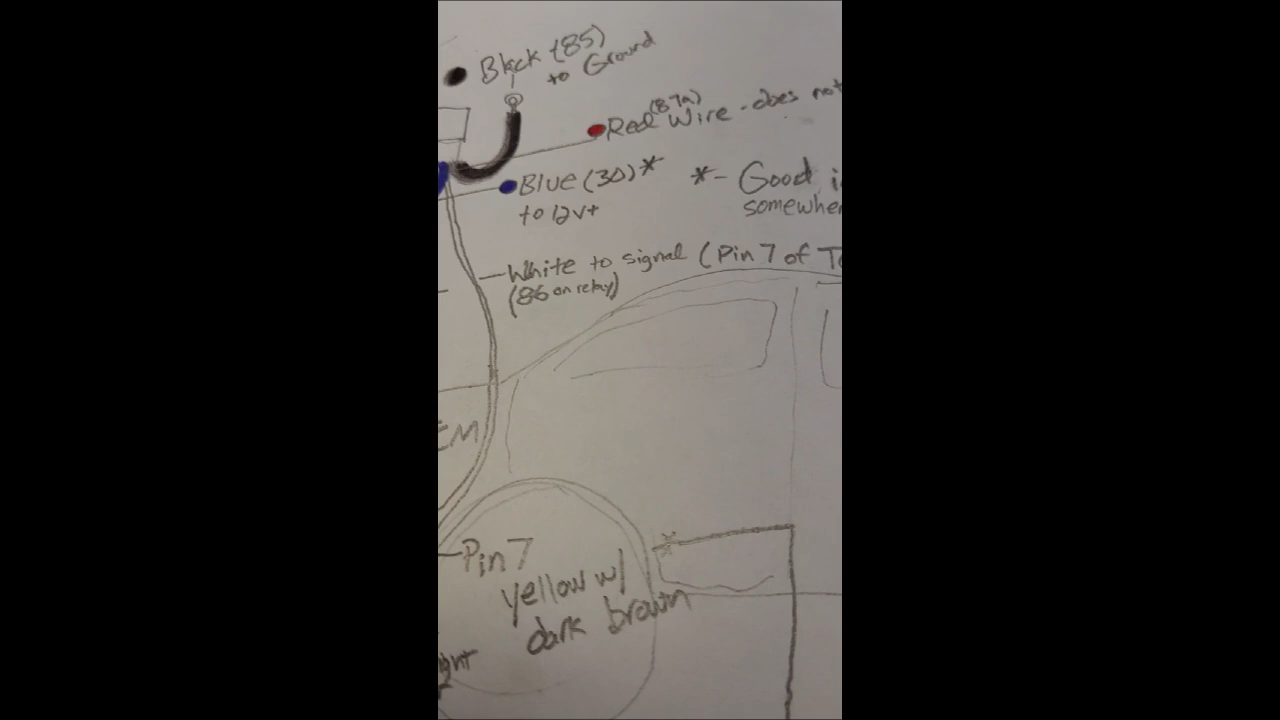 Black (85)
to Ground
(87a)
Red Wire - does not
Blue (30)*
to 12v+
*- Good
somewher
White to signal (Pin 7 of
(86 on relay)
EM
Pin 7
yellow w/
dark brown